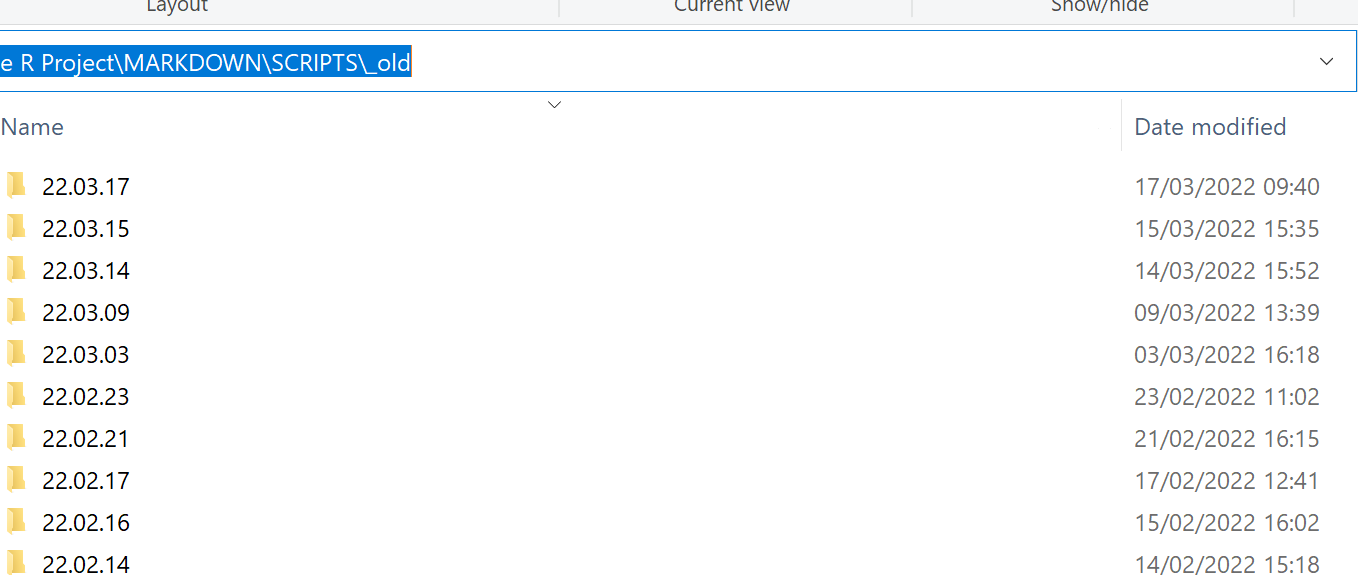 Layout Current view Show/hide
e R Project\MARKDOWN\SCRIPTS\_old
Name Date modified
22.03.17 17/03/2022 09:40
22.03.15 15/03/2022 15:35
22.03.14 14/03/2022 15:52
22.03.09 09/03/2022 13:39
22.03.03 03/03/2022 16:18
22.02.23 23/02/2022 11:02
22.02.21 21/02/2022 16:15
22.02.17 17/02/2022 12:41
22.02.16 15/02/2022 16:02
22.02.14 14/02/2022 15:18